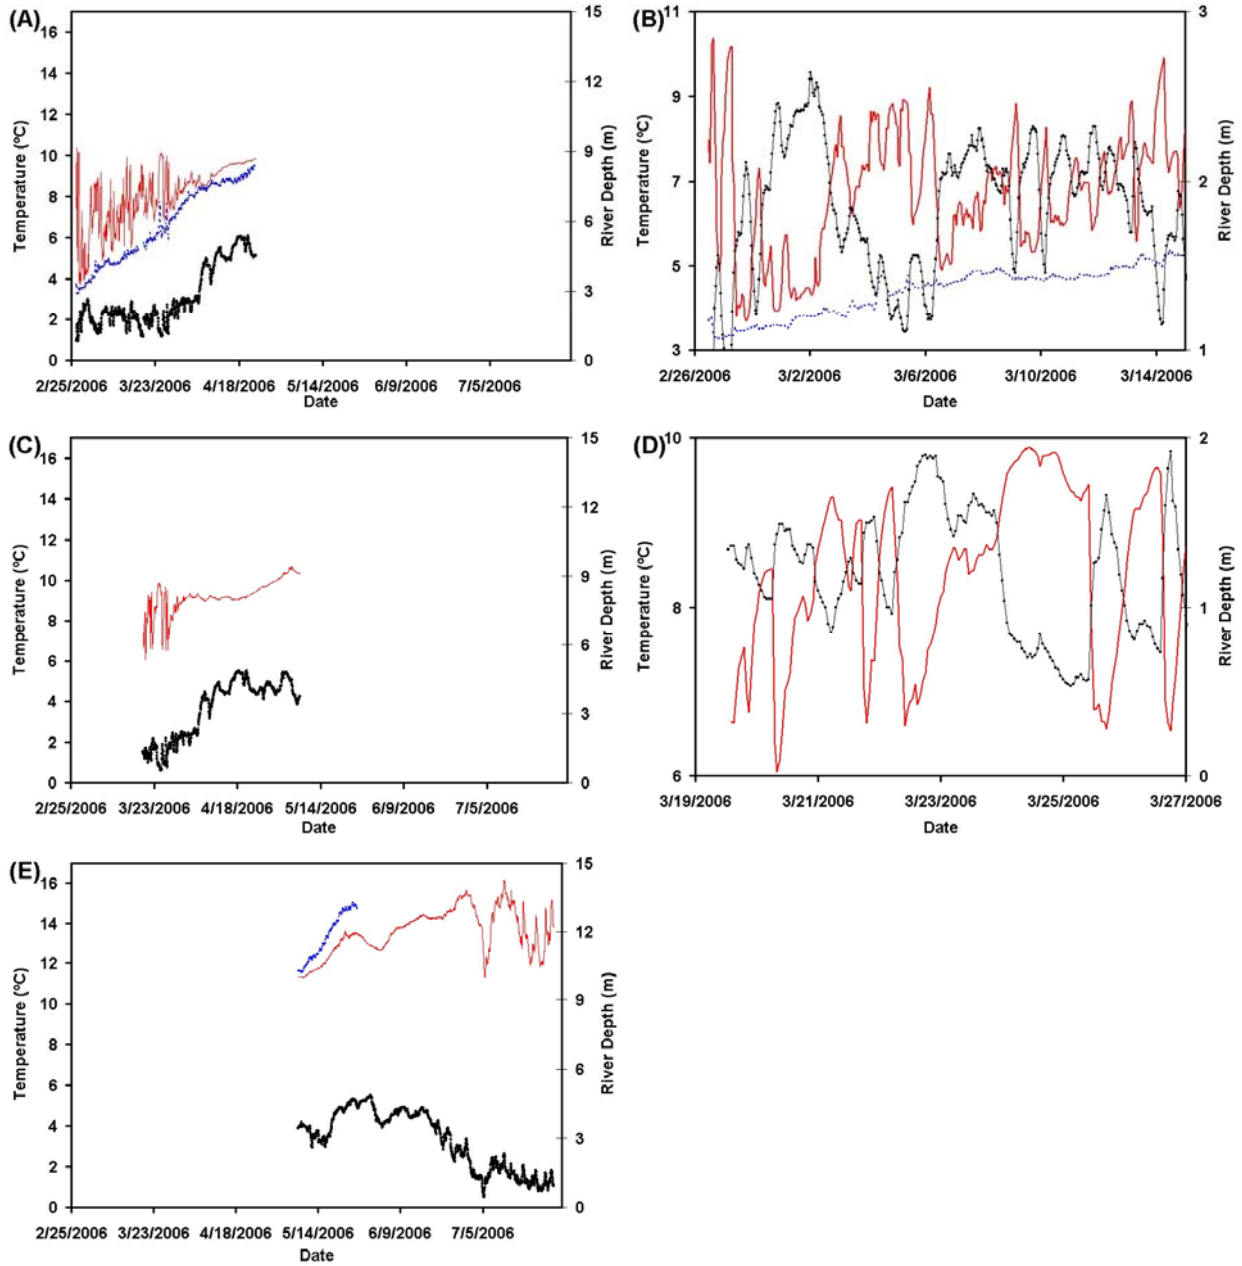 (A)
16
14
12
10
8
6
4
2
0
Temperature (ºC)
15
12
9
6
3
0
River Depth (m)
2/25/2006 3/23/2006 4/18/2006 5/14/2006 6/9/2006 7/5/2006
Date
(B)
11
9
7
5
3
Temperature (ºC)
3
2
1
River Depth (m)
2/26/2006 3/2/2006 3/6/2006 3/10/2006 3/14/2006
Date
(C)
16
14
12
10
8
6
4
2
0
Temperature (ºC)
15
12
9
6
3
0
River Depth (m)
2/25/2006 3/23/2006 4/18/2006 5/14/2006 6/9/2006 7/5/2006
Date
(D)
10
8
6
Temperature (ºC)
2
1
0
River Depth (m)
3/19/2006 3/21/2006 3/23/2006 3/25/2006 3/27/2006
Date
(E)
16
14
12
10
8
6
4
2
0
Temperature (ºC)
15
12
9
6
3
0
River Depth (m)
2/25/2006 3/23/2006 4/18/2006 5/14/2006 6/9/2006 7/5/2006
Date